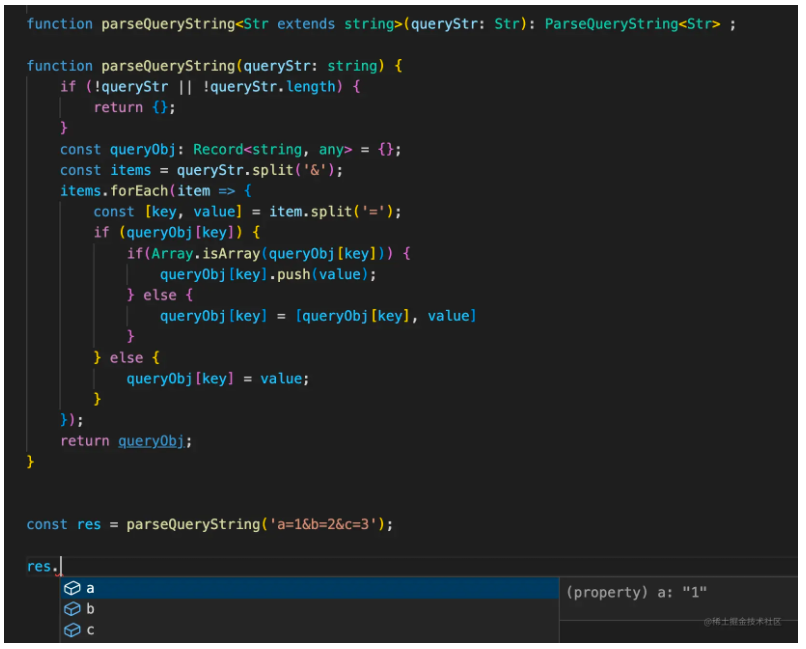 function parseQueryString<Str extends string>(queryStr: Str): ParseQueryString<Str> ;
function parseQueryString(queryStr: string) {
if (!queryStr || !queryStr.length) {
return {};
}
const queryObj: Record<string, any> = {};
const items = queryStr.split('&');
items.forEach(item => {
const [key, value] = item.split('=');
if (queryObj[key]) {
if(Array.isArray(queryObj[key])) {
queryObj[key].push(value);
} else {
queryObj[key] = [queryObj[key], value]
}
} else {
queryObj[key] = value;
}
});
return queryObj;
}
const res = parseQueryString('a=1&b=2&c=3');
res.
a
(property) a: "1"
b
c
@稀土掘金技术社区